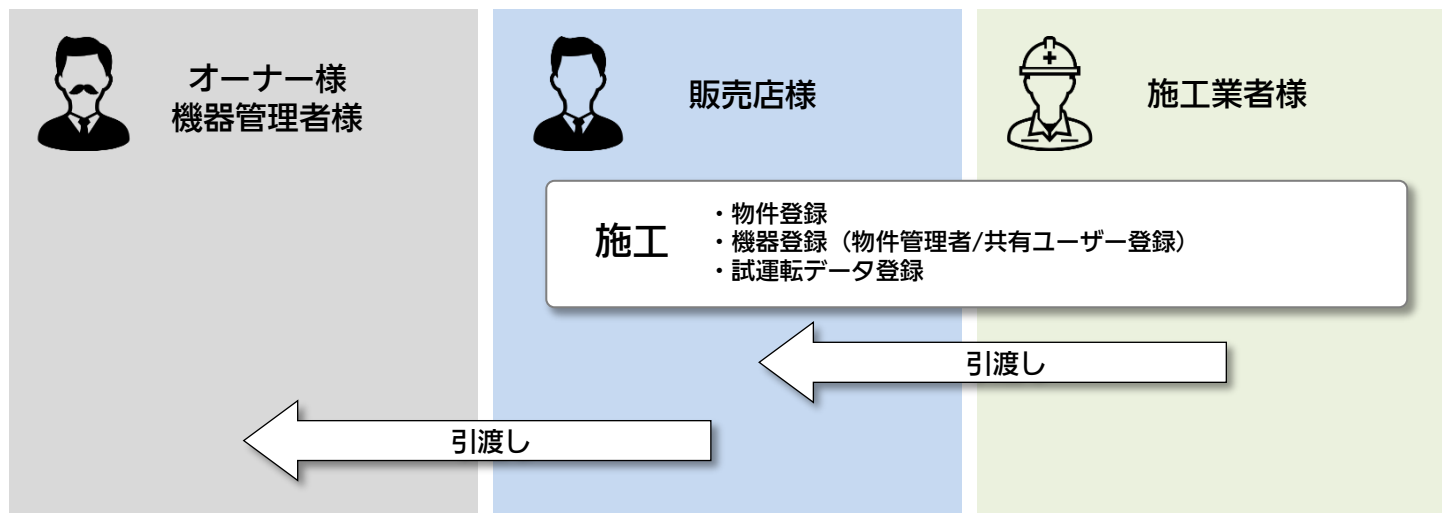 オーナー様
機器管理者様
販売店様
施工業者様
施工
・物件登録
・機器登録（物件管理者/共有ユーザー登録）
・試運転データ登録
引渡し
引渡し